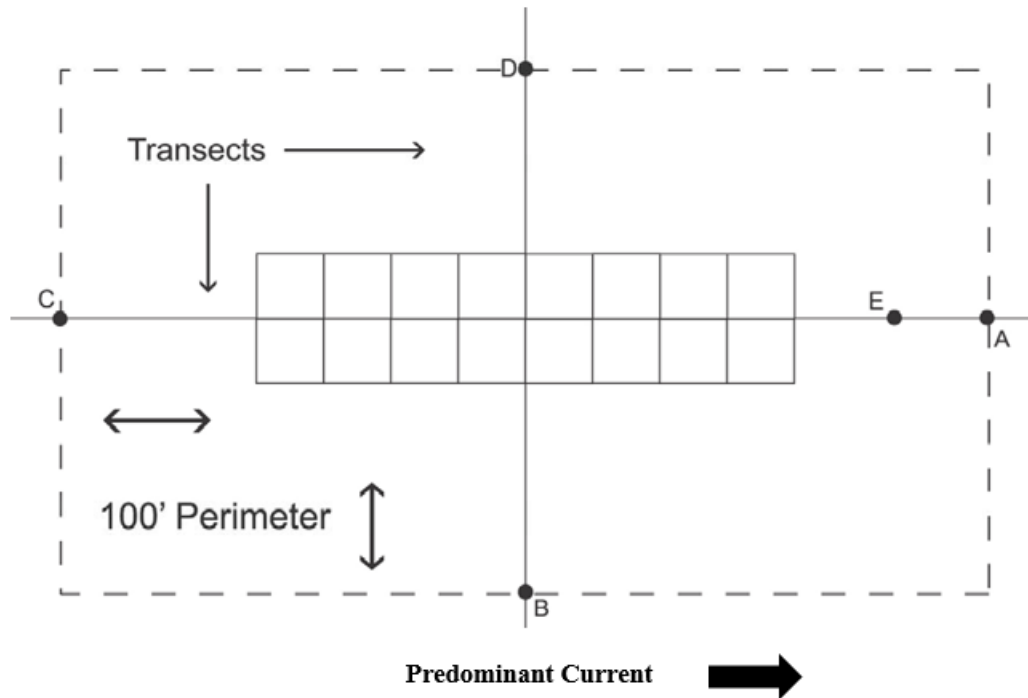 D
Transects
C
E
A
100’ Perimeter
B
Predominant Current